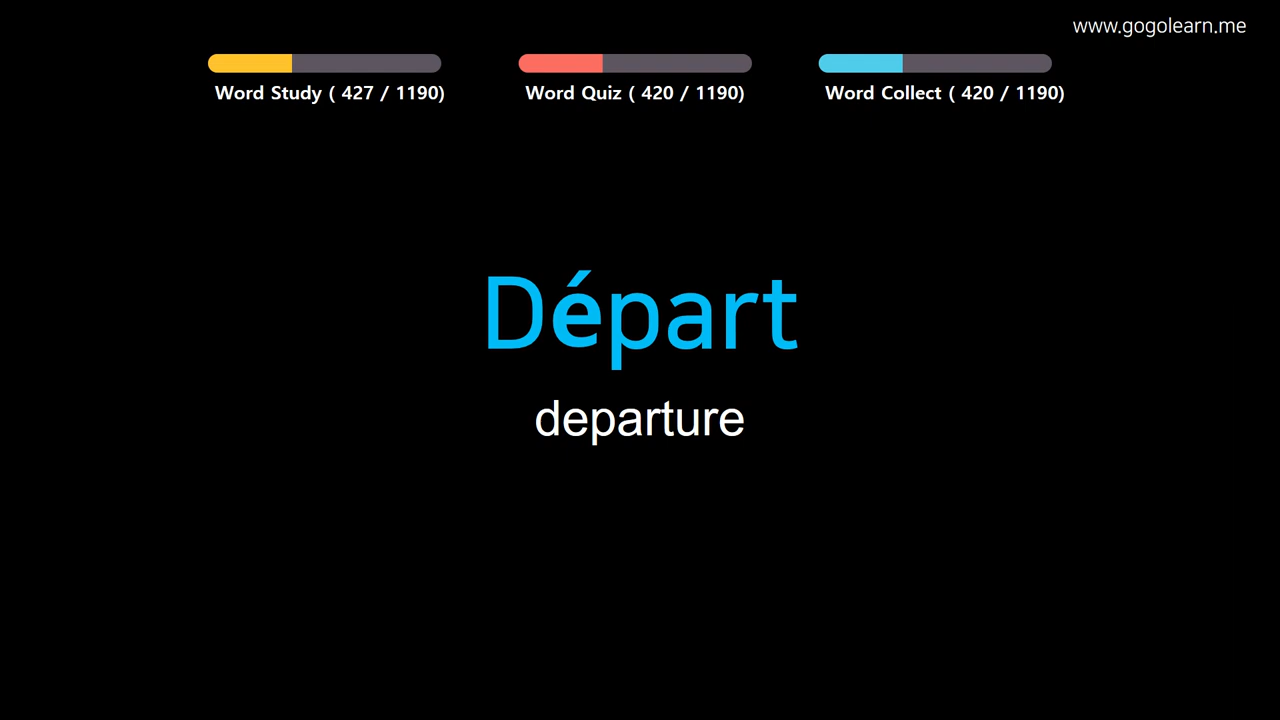 www.gogolearn.me
Word Study ( 427 / 1190)
Word Quiz ( 420 / 1190)
Word Collect ( 420 / 1190)
Départ
departure